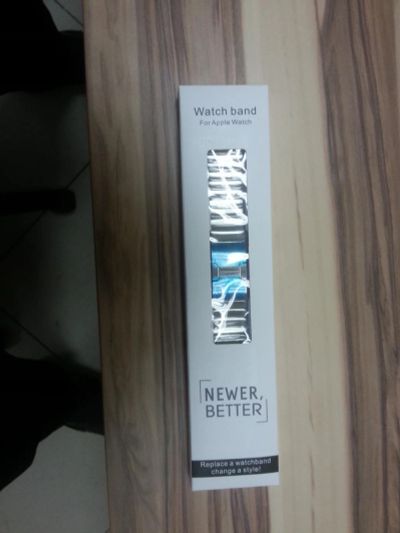 Watch band
For Apple Watch
NEWER,
BETTER
Replace a watchband
change a style!